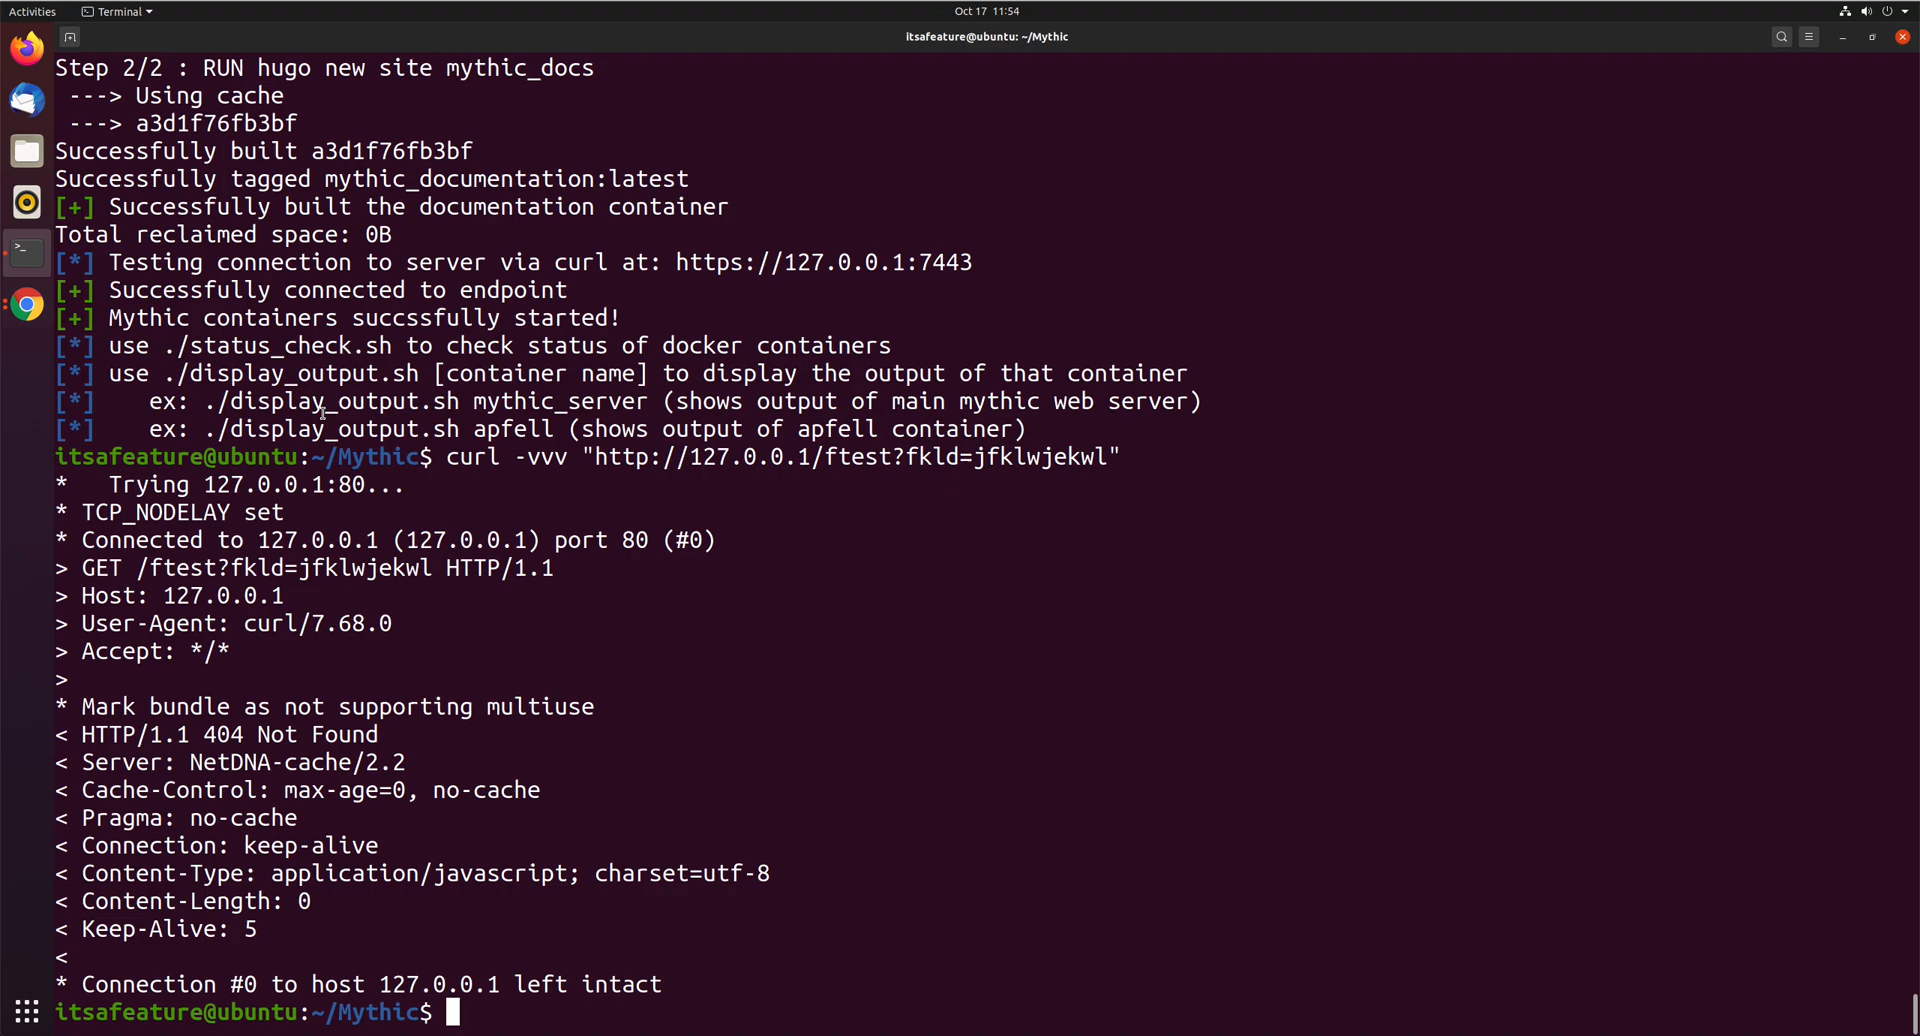 Activities Terminal Oct 17 11:54
itsafeature@ubuntu: ~/Mythic
Step 2/2 : RUN hugo new site mythic_docs
---> Using cache
---> a3d1f76fb3bf
Successfully built a3d1f76fb3bf
Successfully tagged mythic_documentation:latest
[+] Successfully built the documentation container
Total reclaimed space: 0B
[*] Testing connection to server via curl at: https://127.0.0.1:7443
[+] Successfully connected to endpoint
[+] Mythic containers succssfully started!
[*] use ./status_check.sh to check status of docker containers
[*] use ./display_output.sh [container name] to display the output of that container
[*]    ex: ./display_output.sh mythic_server (shows output of main mythic web server)
[*]    ex: ./display_output.sh apfell (shows output of apfell container)
itsafeature@ubuntu:~/Mythic$ curl -vvv "http://127.0.0.1/ftest?fkld=jfklwjekwl"
*   Trying 127.0.0.1:80...
* TCP_NODELAY set
* Connected to 127.0.0.1 (127.0.0.1) port 80 (#0)
> GET /ftest?fkld=jfklwjekwl HTTP/1.1
> Host: 127.0.0.1
> User-Agent: curl/7.68.0
> Accept: */*
>
* Mark bundle as not supporting multiuse
< HTTP/1.1 404 Not Found
< Server: NetDNA-cache/2.2
< Cache-Control: max-age=0, no-cache
< Pragma: no-cache
< Connection: keep-alive
< Content-Type: application/javascript; charset=utf-8
< Content-Length: 0
< Keep-Alive: 5
<
* Connection #0 to host 127.0.0.1 left intact
itsafeature@ubuntu:~/Mythic$